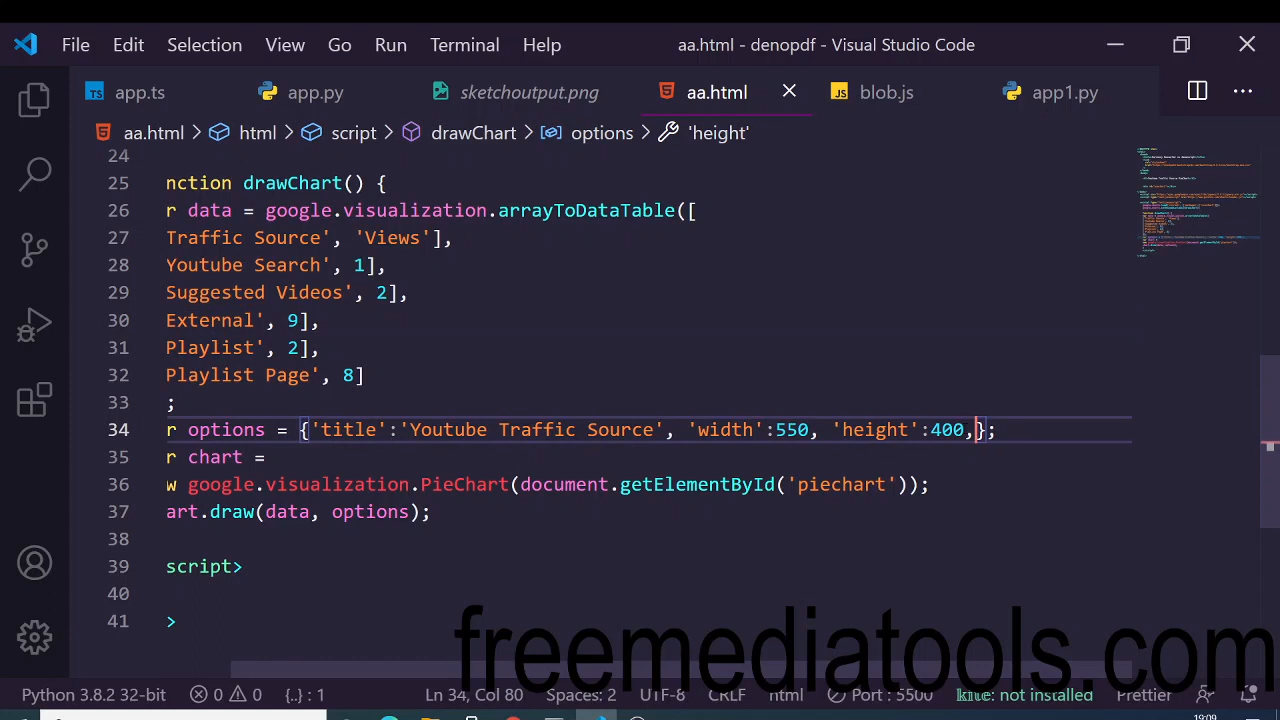 File Edit Selection View Go Run Terminal Help aa.html - denopdf - Visual Studio Code
TS app.ts app.py sketchoutput.png aa.html JS blob.js app1.py
aa.html > html > script > drawChart > options > 'height'
24
25 nction drawChart() {
26 r data = google.visualization.arrayToDataTable([
27 Traffic Source', 'Views'],
28 Youtube Search', 1],
29 Suggested Videos', 2],
30 External', 9],
31 Playlist', 2],
32 Playlist Page', 8]
33 ;
34 r options = {'title':'Youtube Traffic Source', 'width':550, 'height':400,};
35 r chart =
36 w google.visualization.PieChart(document.getElementById('piechart'));
37 art.draw(data, options);
38
39 script>
40
41 >
freemediatools.com
Python 3.8.2 32-bit 0 0 {..} : 1 Ln 34, Col 80 Spaces: 2 UTF-8 CRLF html Port : 5500 kite: not installed Prettier
19:09